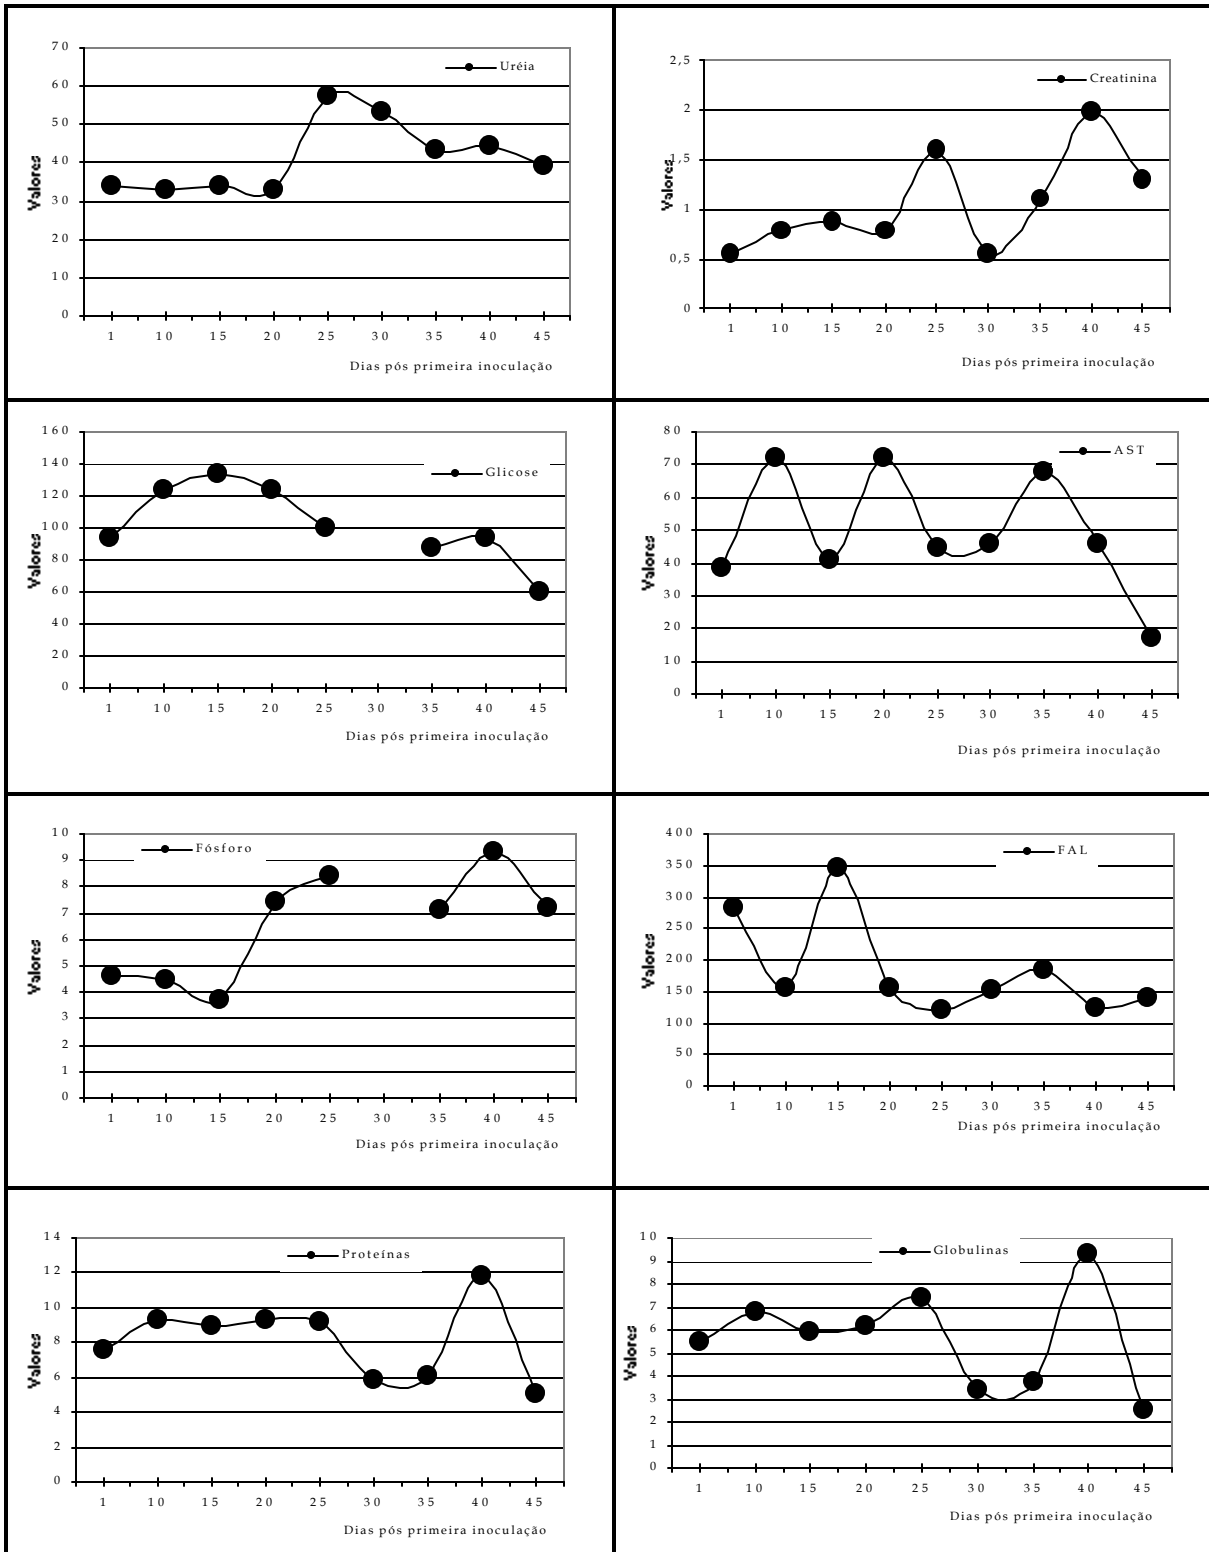 70
Uréia
60
50
40
30
20
10
0
Valores
1 10 15 20 25 30 35 40 45
Dias pós primeira inoculação
2,5
Creatinina
2
1,5
1
0,5
0
Valores
1 10 15 20 25 30 35 40 45
Dias pós primeira inoculação
160
140
Glicose
120
100
80
60
40
20
0
Valores
1 10 15 20 25 30 35 40 45
Dias pós primeira inoculação
80
AST
70
60
50
40
30
20
10
0
Valores
1 10 15 20 25 30 35 40 45
Dias pós primeira inoculação
10
Fósforo
9
8
7
6
5
4
3
2
1
0
Valores
1 10 15 20 25 30 35 40 45
Dias pós primeira inoculação
400
FAL
350
300
250
200
150
100
50
0
Valores
1 10 15 20 25 30 35 40 45
Dias pós primeira inoculação
14
Proteínas
12
10
8
6
4
2
0
Valores
1 10 15 20 25 30 35 40 45
Dias pós primeira inoculação
10
Globulinas
9
8
7
6
5
4
3
2
1
0
Valores
1 10 15 20 25 30 35 40 45
Dias pós primeira inoculação